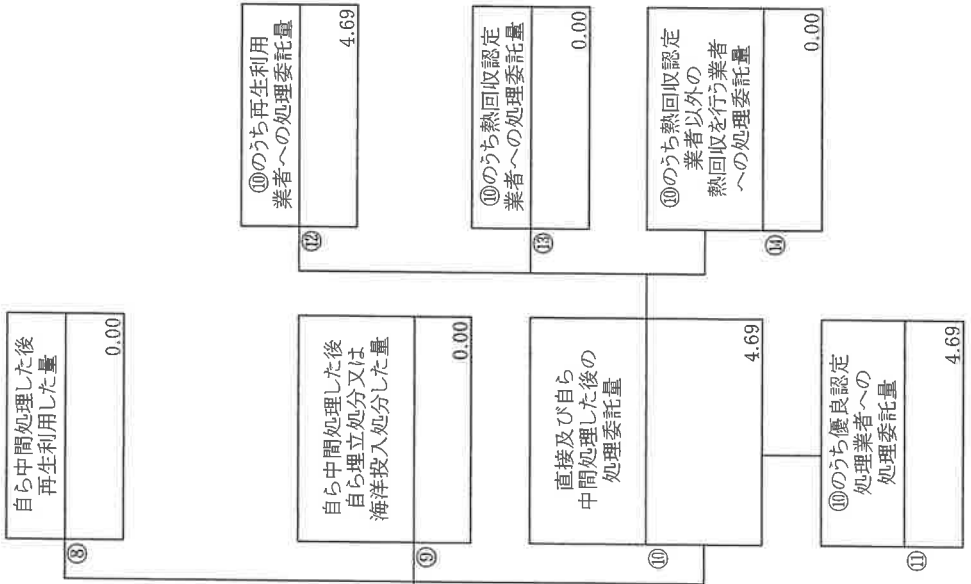 ⑧
自ら中間処理した後
再生利用した量
0.00
⑨
自ら中間処理した後
自ら埋立処分又は
海洋投入処分した量
0.00
⑩
直接及び自ら
中間処理した後の
処理委託量
4.69
⑪
⑩のうち優良認定
処理業者への
処理委託量
4.69
⑫
⑩のうち再生利用
業者への処理委託量
4.69
⑬
⑩のうち熱回収認定
業者への処理委託量
0.00
⑭
⑩のうち熱回収認定
業者以外の
熱回収を行う業者
への処理委託量
0.00